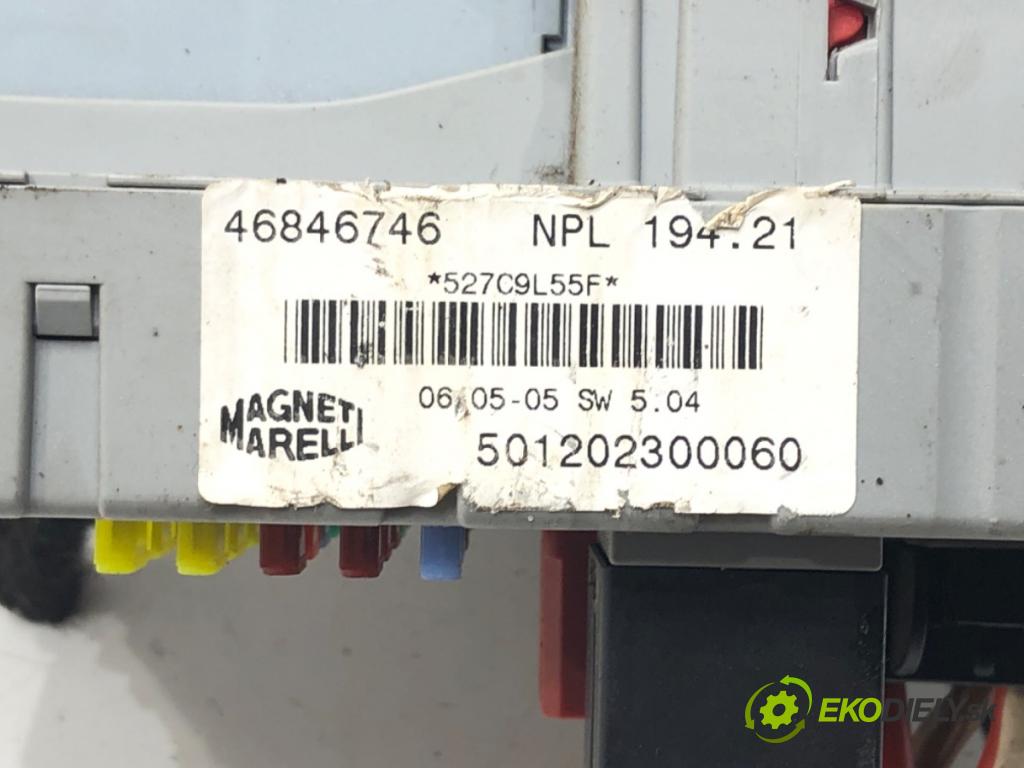 46846746 NPL 194.21
*527C9L55F*
06-05-05 SW 5.04
MAGNETI
MARELLI
501202300060
EKODIELY.sk